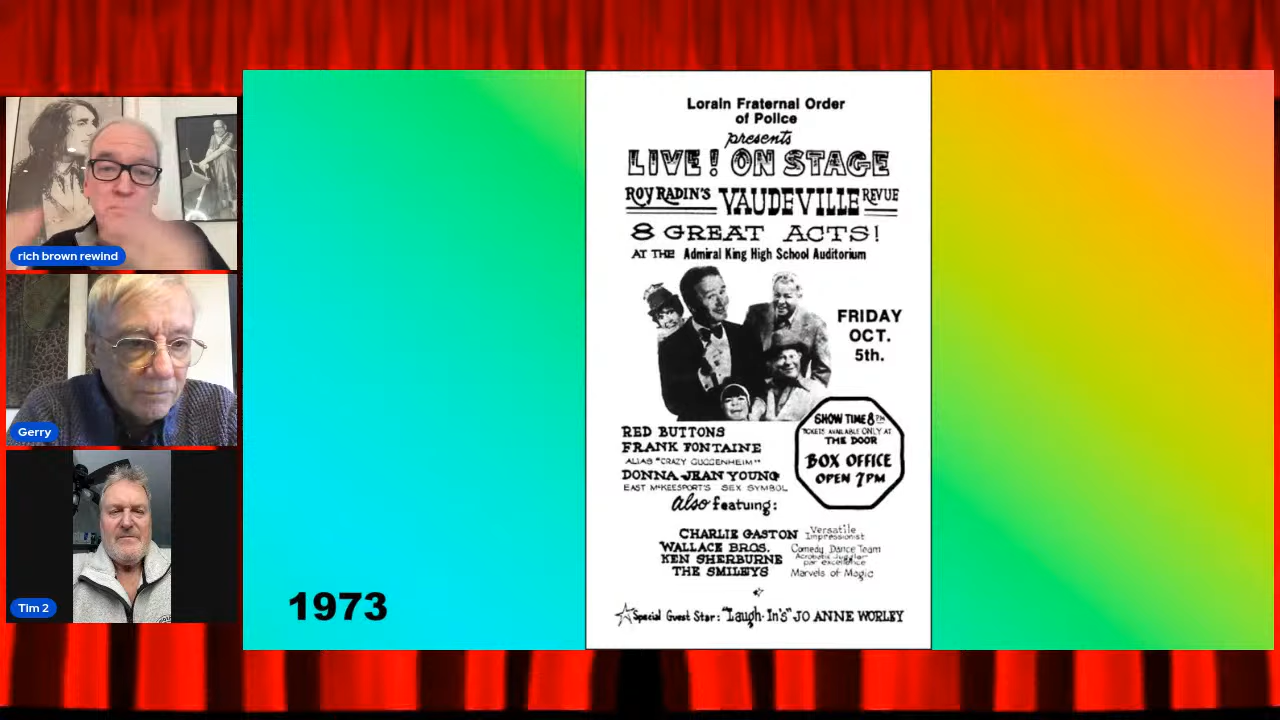 rich brown rewind
Gerry
Tim 2
1973
Lorain Fraternal Order
of Police
presents
LIVE! ON STAGE
ROY RADIN'S VAUDEVILLE REVUE
8 GREAT ACTS!
AT THE Admiral King High School Auditorium
FRIDAY
OCT.
5th.
SHOW TIME 8 PM
TICKETS AVAILABLE ONLY AT
THE DOOR
BOX OFFICE
OPEN 7PM
RED BUTTONS
FRANK FONTAINE
ALIAS "CRAZY GUGGENHEIM"
DONNA JEAN YOUNG
EAST McKEESPORT'S SEX SYMBOL
also featuing:
CHARLIE GASTON Versatile Impressionist
WALLACE BROS. Comedy Dance Team
KEN SHERBURNE Acrobatic Juggler par excellence
THE SMILEYS Marvels of Magic
Special Guest Star: "Laugh-In's" JO ANNE WORLEY